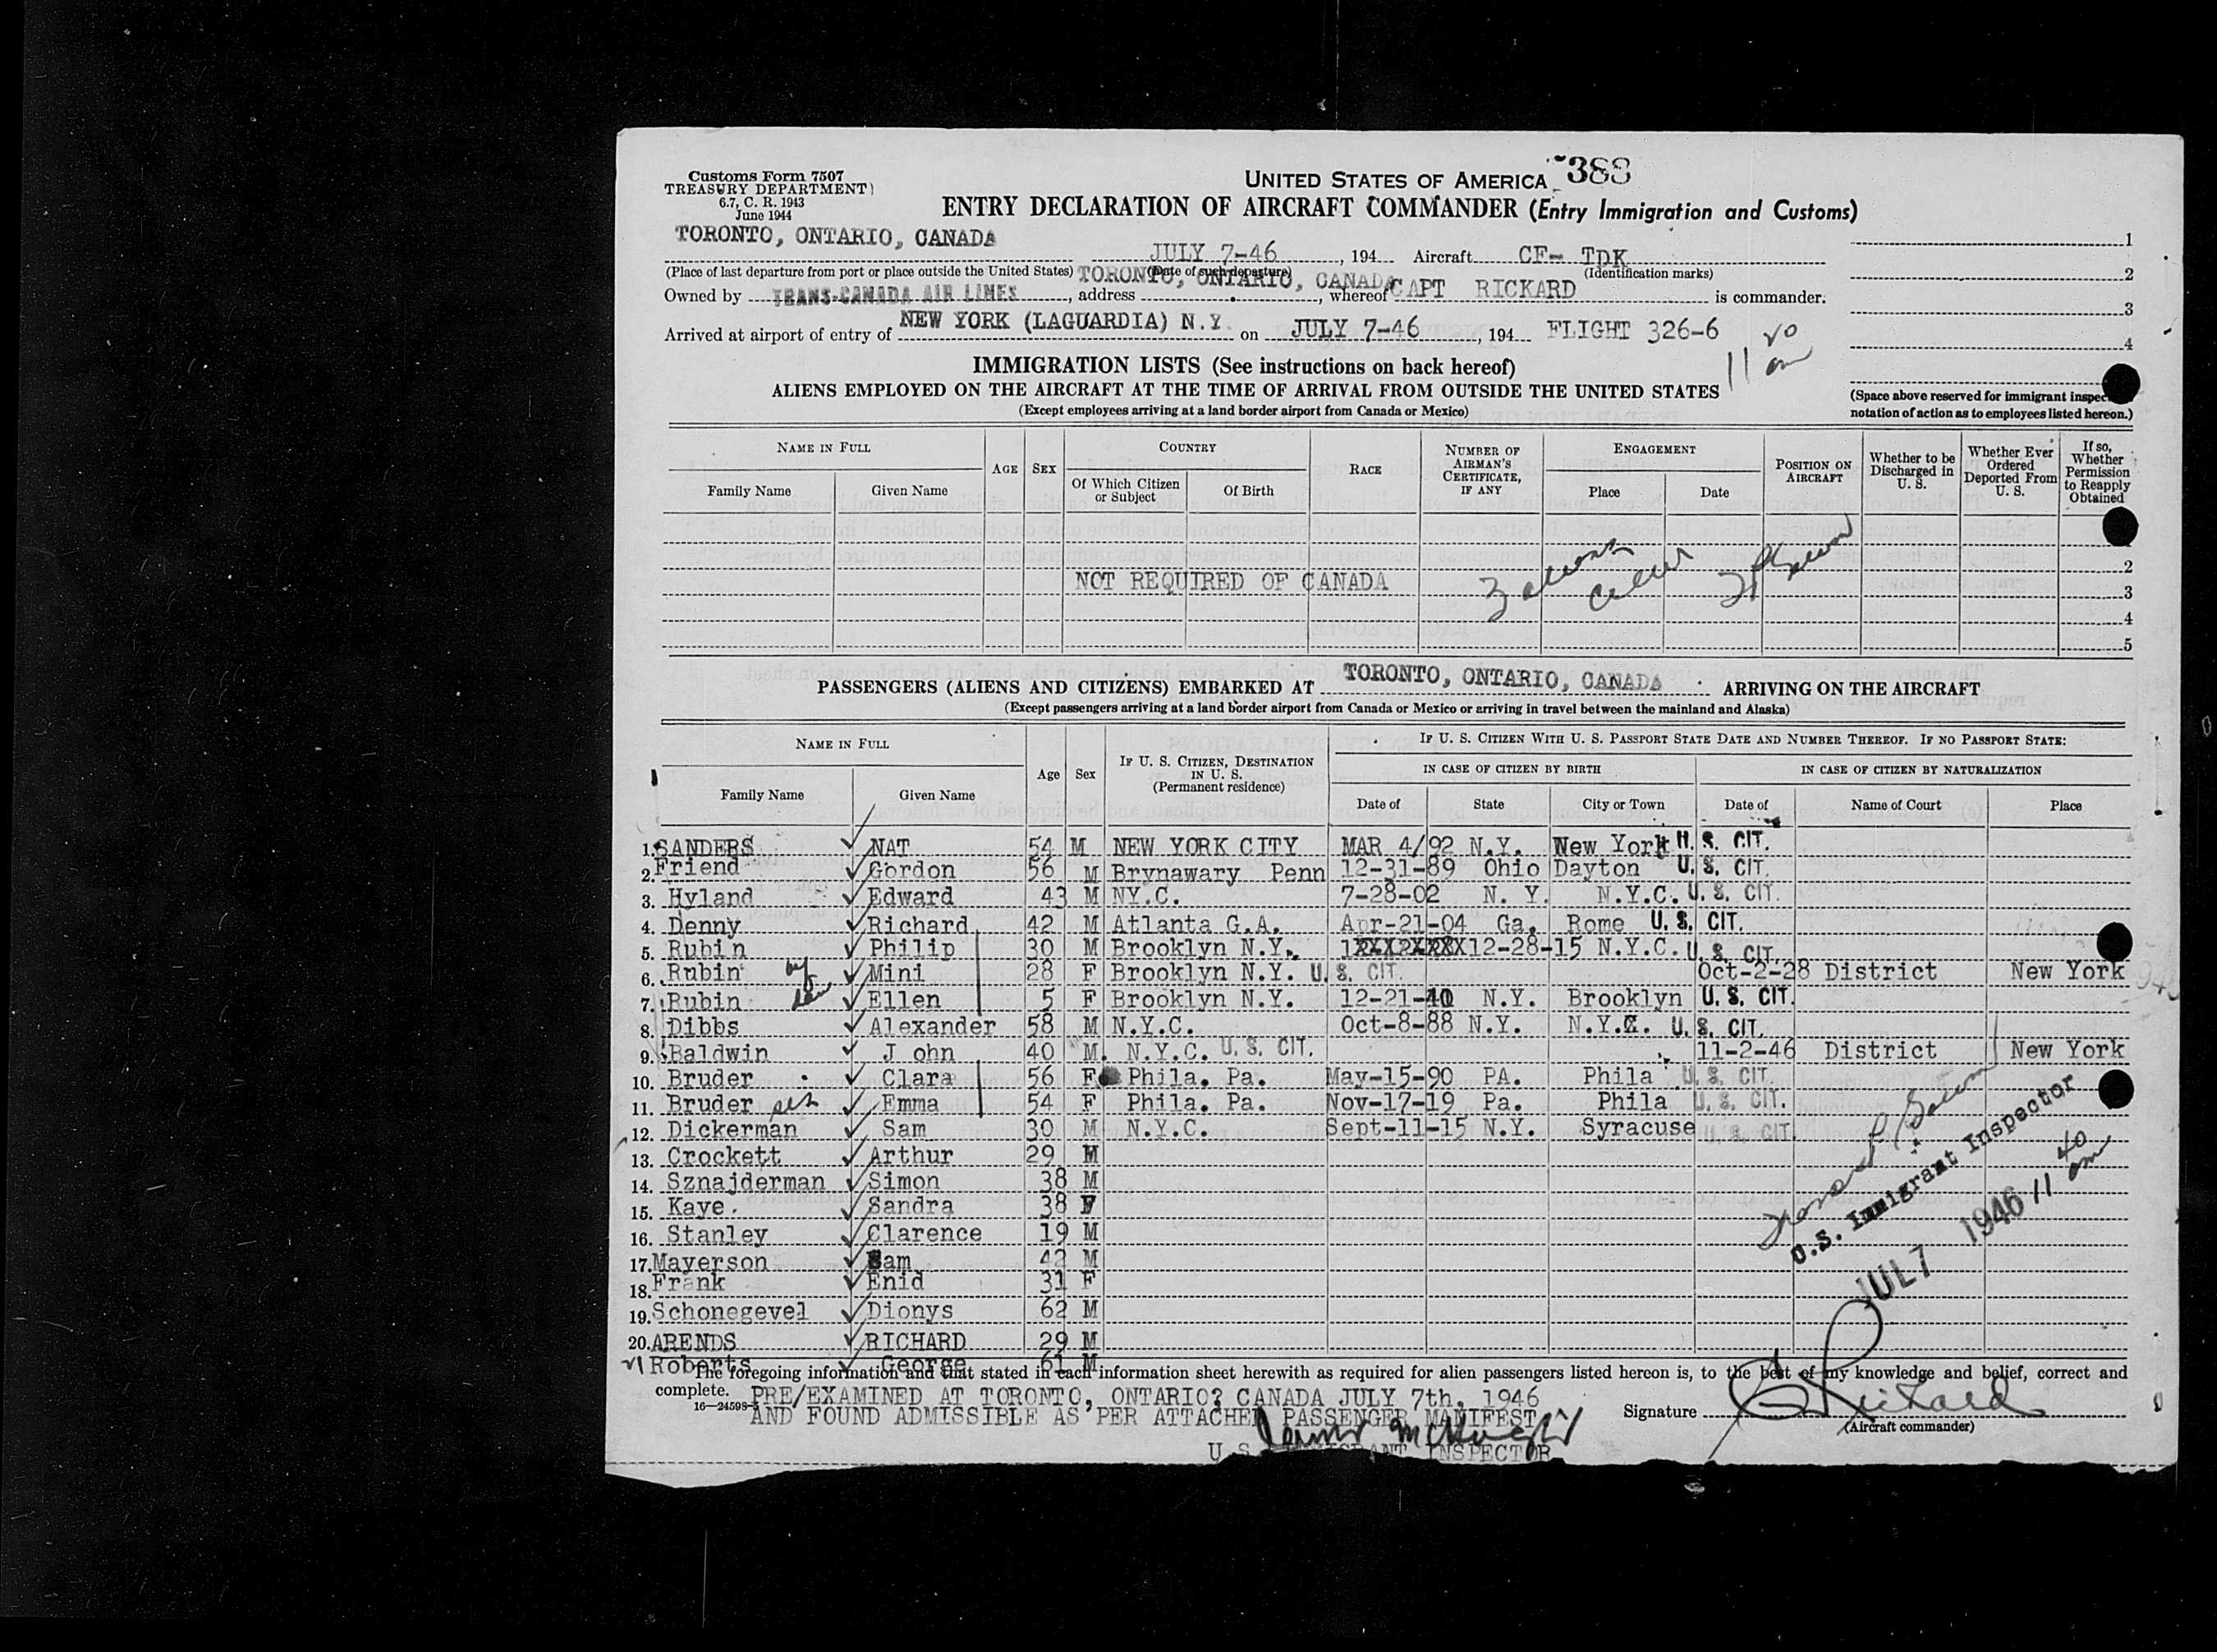 388
Customs Form 7507
TREASURY DEPARTMENT
6.7, C. R. 1943
June 1944
UNITED STATES OF AMERICA
ENTRY DECLARATION OF AIRCRAFT COMMANDER (Entry Immigration and Customs)
TORONTO, ONTARIO, CANADA JULY 7-46, 194 Aircraft CF- TDK
(Place of last departure from port or place outside the United States) (Date of such departure) (Identification marks)
Owned by TRANS-CANADA AIR LINES, address TORONTO, ONTARIO, CANADA, whereof CAPT RICKARD is commander.
Arrived at airport of entry of NEW YORK (LAGUARDIA) N.Y. on JULY 7-46, 194 FLIGHT 326-6
1
2
3
4
IMMIGRATION LISTS (See instructions on back hereof)
ALIENS EMPLOYED ON THE AIRCRAFT AT THE TIME OF ARRIVAL FROM OUTSIDE THE UNITED STATES
(Except employees arriving at a land border airport from Canada or Mexico)
(Space above reserved for immigrant inspec
notation of action as to employees listed hereon.)
NAME IN FULL
Family Name Given Name
AGE SEX
COUNTRY
Of Which Citizen or Subject Of Birth
RACE
NUMBER OF AIRMAN'S CERTIFICATE, IF ANY
ENGAGEMENT
Place Date
POSITION ON AIRCRAFT
Whether to be Discharged in U. S.
Whether Ever Ordered Deported From U. S.
If so, Whether Permission to Reapply Obtained
NOT REQUIRED OF CANADA
2
3
4
5
PASSENGERS (ALIENS AND CITIZENS) EMBARKED AT TORONTO, ONTARIO, CANADA ARRIVING ON THE AIRCRAFT
(Except passengers arriving at a land border airport from Canada or Mexico or arriving in travel between the mainland and Alaska)
NAME IN FULL
Family Name Given Name
Age Sex
IF U. S. CITIZEN, DESTINATION IN U. S. (Permanent residence)
IF U. S. CITIZEN WITH U. S. PASSPORT STATE DATE AND NUMBER THEREOF. IF NO PASSPORT STATE:
IN CASE OF CITIZEN BY BIRTH
Date of State City or Town
IN CASE OF CITIZEN BY NATURALIZATION
Date of Name of Court Place
1. SANDERS NAT 54 M NEW YORK CITY MAR 4/92 N.Y. New York U. S. CIT.
2. Friend Gordon 56 M Brynawary Penn 12-31-89 Ohio Dayton U. S. CIT.
3. Hyland Edward 43 M NY.C. 7-28-02 N. Y. N.Y.C. U. S. CIT.
4. Denny Richard 42 M Atlanta G.A. Apr-21-04 Ga. Rome U. S. CIT.
5. Rubin Philip 30 M Brooklyn N.Y. 12-28-15 N.Y.C. U. S. CIT.
6. Rubin Mini 28 F Brooklyn N.Y. U. S. CIT. Oct-2-28 District New York
7. Rubin Ellen 5 F Brooklyn N.Y. 12-21-40 N.Y. Brooklyn U. S. CIT.
8. Dibbs Alexander 58 M N.Y.C. Oct-8-88 N.Y. N.Y.C. U. S. CIT.
9. Baldwin J ohn 40 M. N.Y.C. U. S. CIT. 11-2-46 District New York
10. Bruder Clara 56 F Phila. Pa. May-15-90 PA. Phila U. S. CIT.
11. Bruder Emma 54 F Phila. Pa. Nov-17-19 Pa. Phila U. S. CIT.
12. Dickerman Sam 30 M N.Y.C. Sept-11-15 N.Y. Syracuse U. S. CIT.
13. Crockett Arthur 29 M
14. Sznajderman Simon 38 M
15. Kaye. Sandra 38 F
16. Stanley Clarence 19 M
17. Mayerson Sam 42 M
18. Frank Enid 31 F
19. Schonegevel Dionys 62 M
20. ARENDS RICHARD 29 M
21 Roberts George 61 M
U.S. Immigrant Inspector
JUL 7 1946 11 40 am
The foregoing information and that stated in each information sheet herewith as required for alien passengers listed hereon is, to the best of my knowledge and belief, correct and
complete. PRE/EXAMINED AT TORONTO, ONTARIO? CANADA JULY 7th, 1946
16—24598-3 AND FOUND ADMISSIBLE AS PER ATTACHED PASSENGER MANIFEST
Signature Rickard
(Aircraft commander)
INSPECTOR